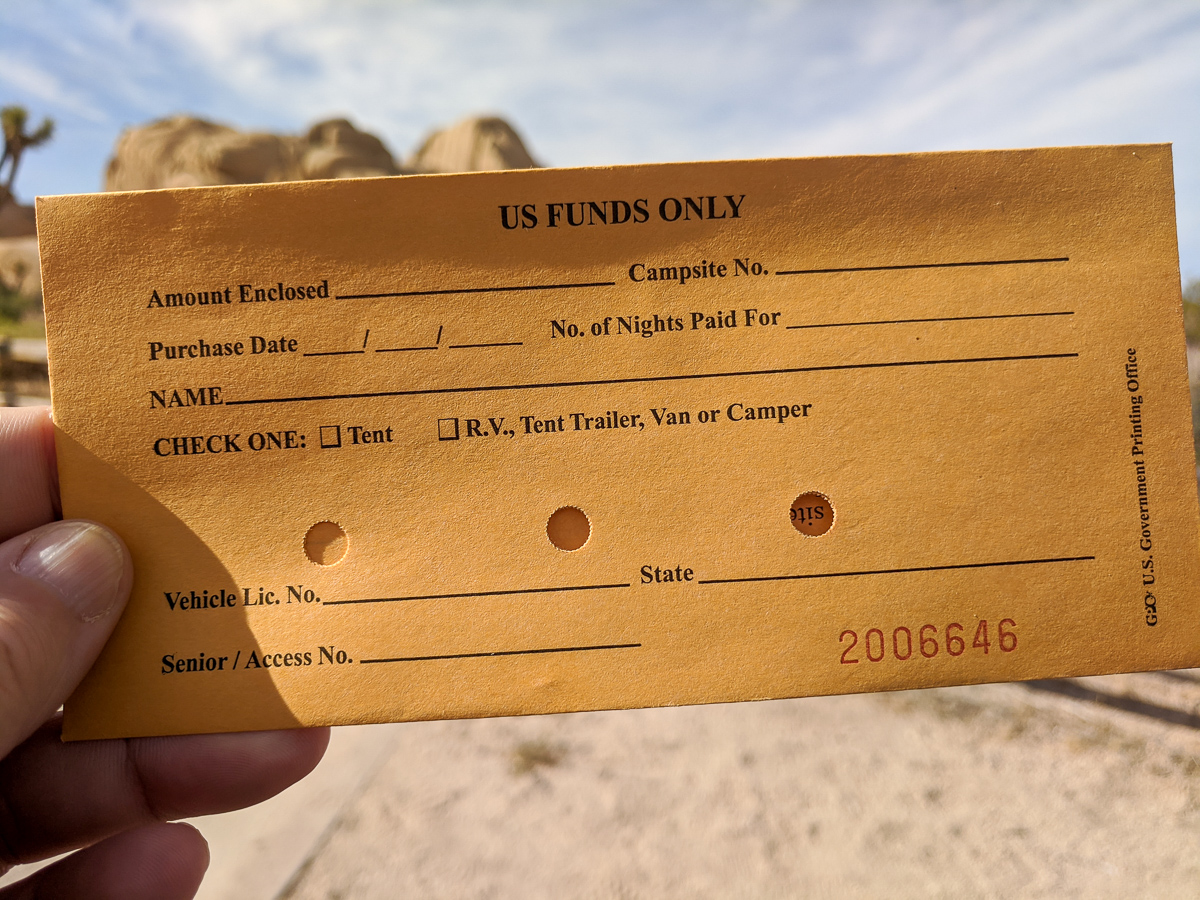 US FUNDS ONLY
Amount Enclosed Campsite No.
Purchase Date / / No. of Nights Paid For
NAME
CHECK ONE: ☐ Tent ☐ R.V., Tent Trailer, Van or Camper
site
Vehicle Lic. No. State
Senior / Access No.
2006646
U.S. Government Printing Office